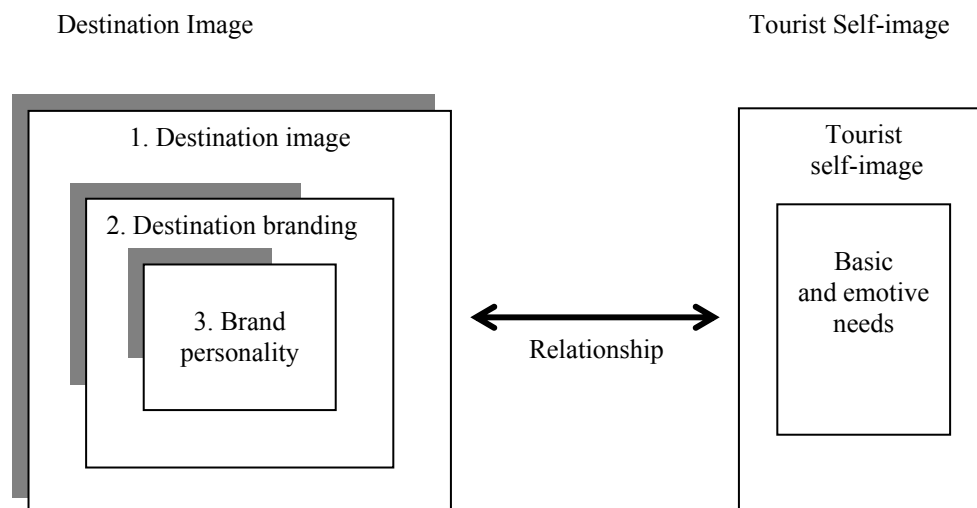 Destination Image
Tourist Self-image
1. Destination image
2. Destination branding
3. Brand
personality
Relationship
Tourist
self-image
Basic
and emotive
needs